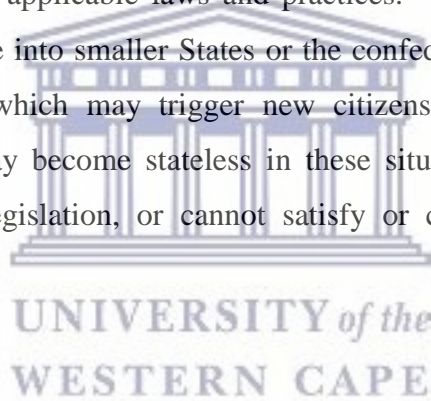 applicable laws and practices.
e into smaller States or the confed
which may trigger new citizens
y become stateless in these situ
egislation, or cannot satisfy or c
UNIVERSITY of the
WESTERN CAPE